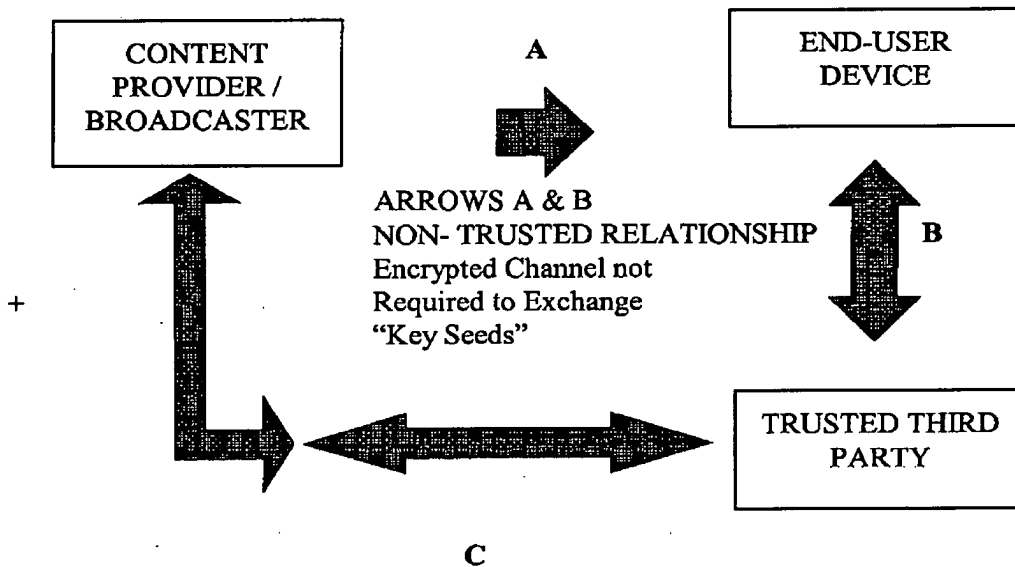 CONTENT
PROVIDER /
BROADCASTER
A
END-USER
DEVICE
ARROWS A & B
NON- TRUSTED RELATIONSHIP
Encrypted Channel not
Required to Exchange
“Key Seeds”
B
+
TRUSTED THIRD
PARTY
C